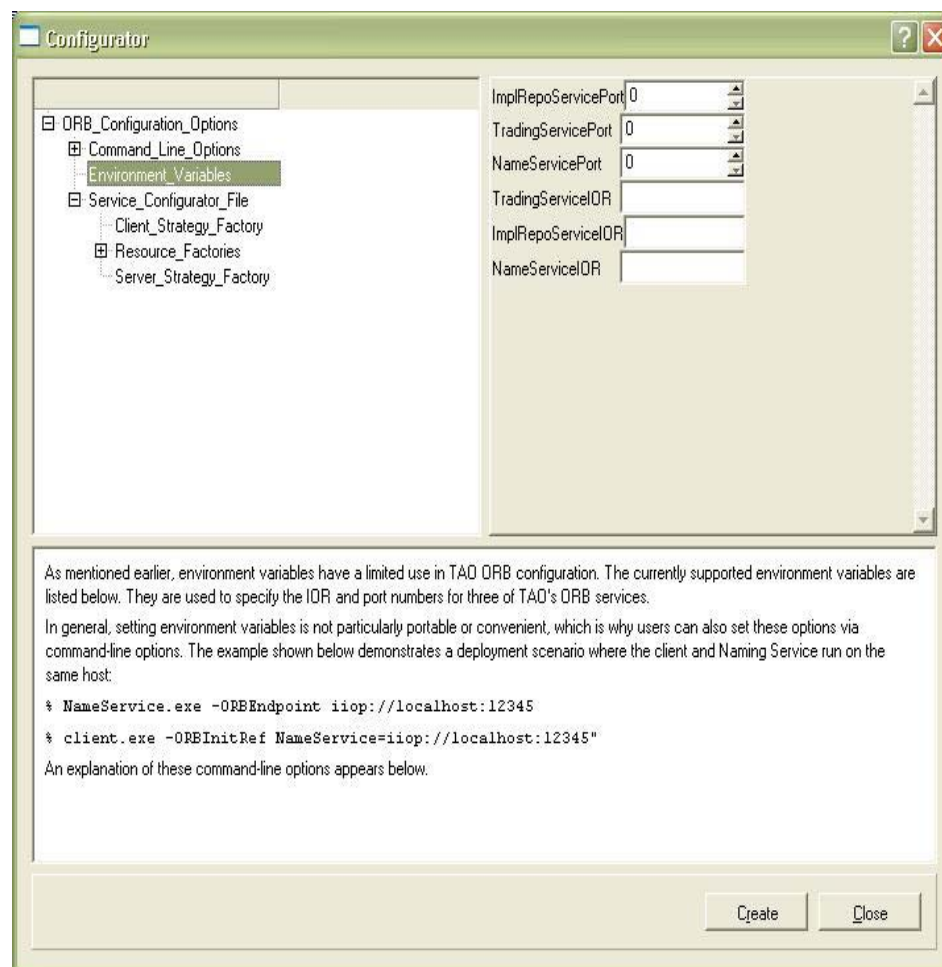 Configurator
ORB_Configuration_Options
Command_Line_Options
Environment_Variables
Service_Configurator_File
Client_Strategy_Factory
Resource_Factories
Server_Strategy_Factory
ImplRepoServicePort 0
TradingServicePort 0
NameServicePort 0
TradingServiceIOR
ImplRepoServiceIOR
NameServiceIOR
As mentioned earlier, environment variables have a limited use in TAO ORB configuration. The currently supported environment variables are
listed below. They are used to specify the IOR and port numbers for three of TAO's ORB services.
In general, setting environment variables is not particularly portable or convenient, which is why users can also set these options via
command-line options. The example shown below demonstrates a deployment scenario where the client and Naming Service run on the
same host:
% NameService.exe -ORBEndpoint iiop://localhost:12345
% client.exe -ORBInitRef NameService=iiop://localhost:12345"
An explanation of these command-line options appears below.
Create Close